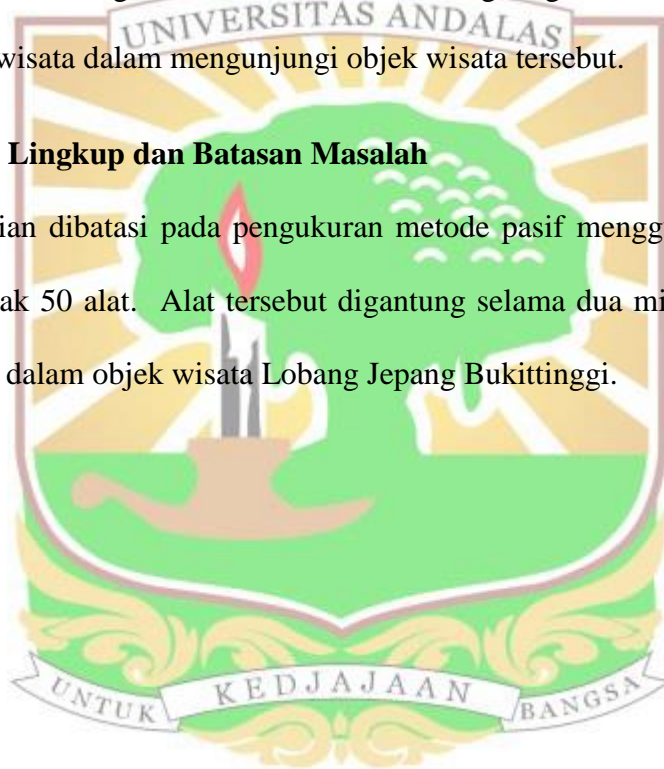 UNIVERSITAS ANDALAS
wisata dalam mengunjungi objek wisata tersebut.
Lingkup dan Batasan Masalah
ian dibatasi pada pengukuran metode pasif mengg
ak 50 alat. Alat tersebut digantung selama dua mi
dalam objek wisata Lobang Jepang Bukittinggi.
UNTUK KEDJAJAAN BANGSA